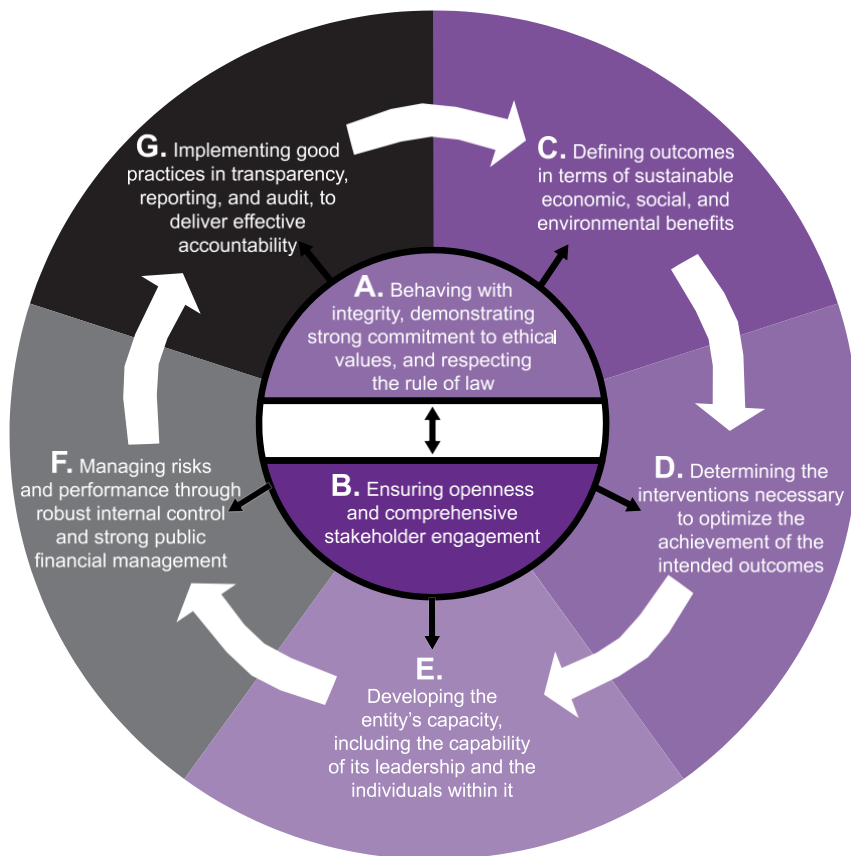 A. Behaving with
integrity, demonstrating
strong commitment to ethical
values, and respecting
the rule of law
B. Ensuring openness
and comprehensive
stakeholder engagement
C. Defining outcomes
in terms of sustainable
economic, social, and
environmental benefits
D. Determining the
interventions necessary
to optimize the
achievement of the
intended outcomes
E.
Developing the
entity’s capacity,
including the capability
of its leadership and the
individuals within it
F. Managing risks
and performance through
robust internal control
and strong public
financial management
G. Implementing good
practices in transparency,
reporting, and audit, to
deliver effective
accountability